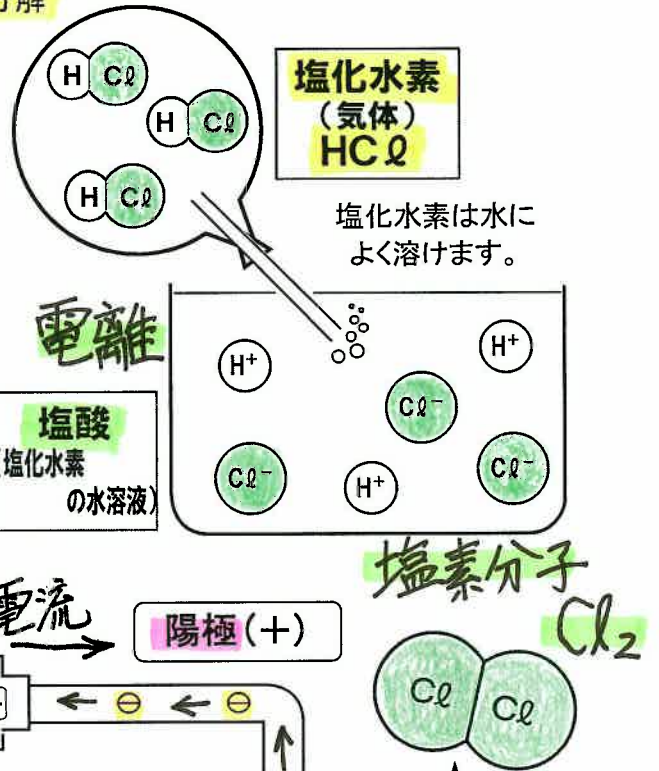 解
H Cℓ
H Cℓ
H Cℓ
塩化水素
(気体)
HCℓ
塩化水素は水に
よく溶けます。
電離
H⁺
H⁺
Cℓ⁻
塩酸
(塩化水素
の水溶液)
Cℓ⁻
H⁺
Cℓ⁻
塩素分子
Cl₂
電流
陽極(+)
⊖
⊖
Cℓ
Cℓ